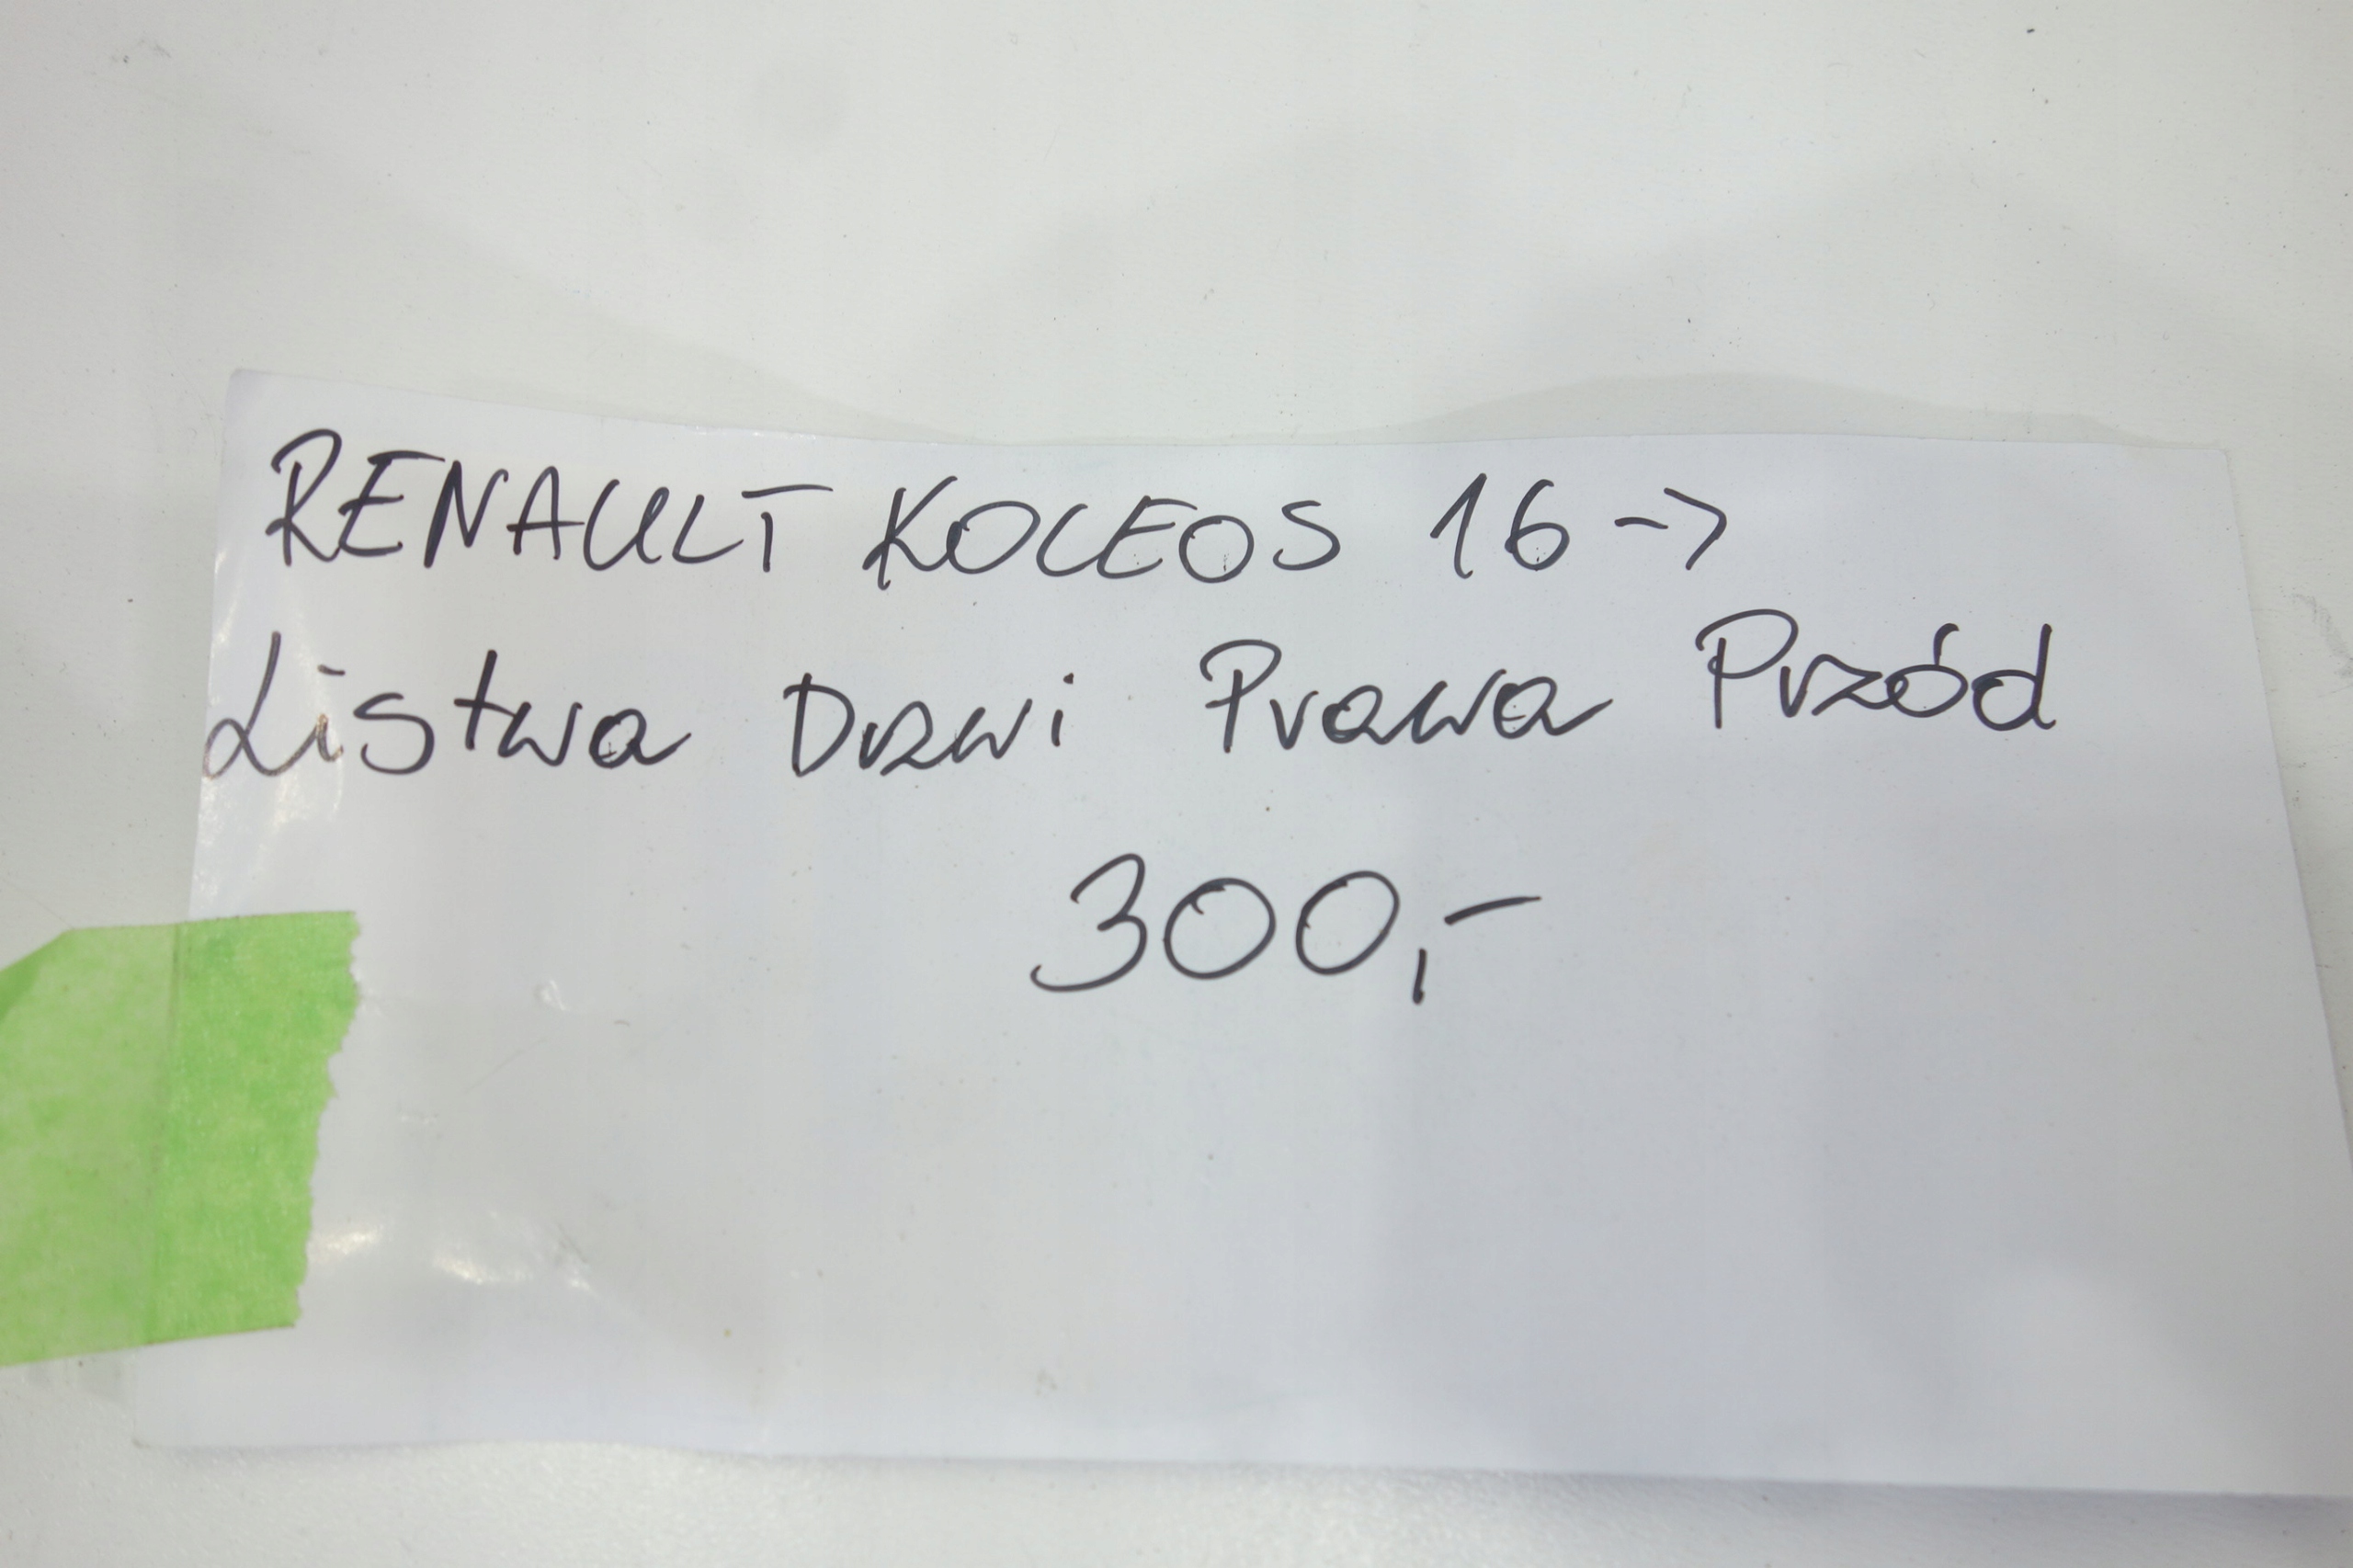 RENAULT KOLEOS 16->
Listwa Drzwi Prawa Przód
300,-